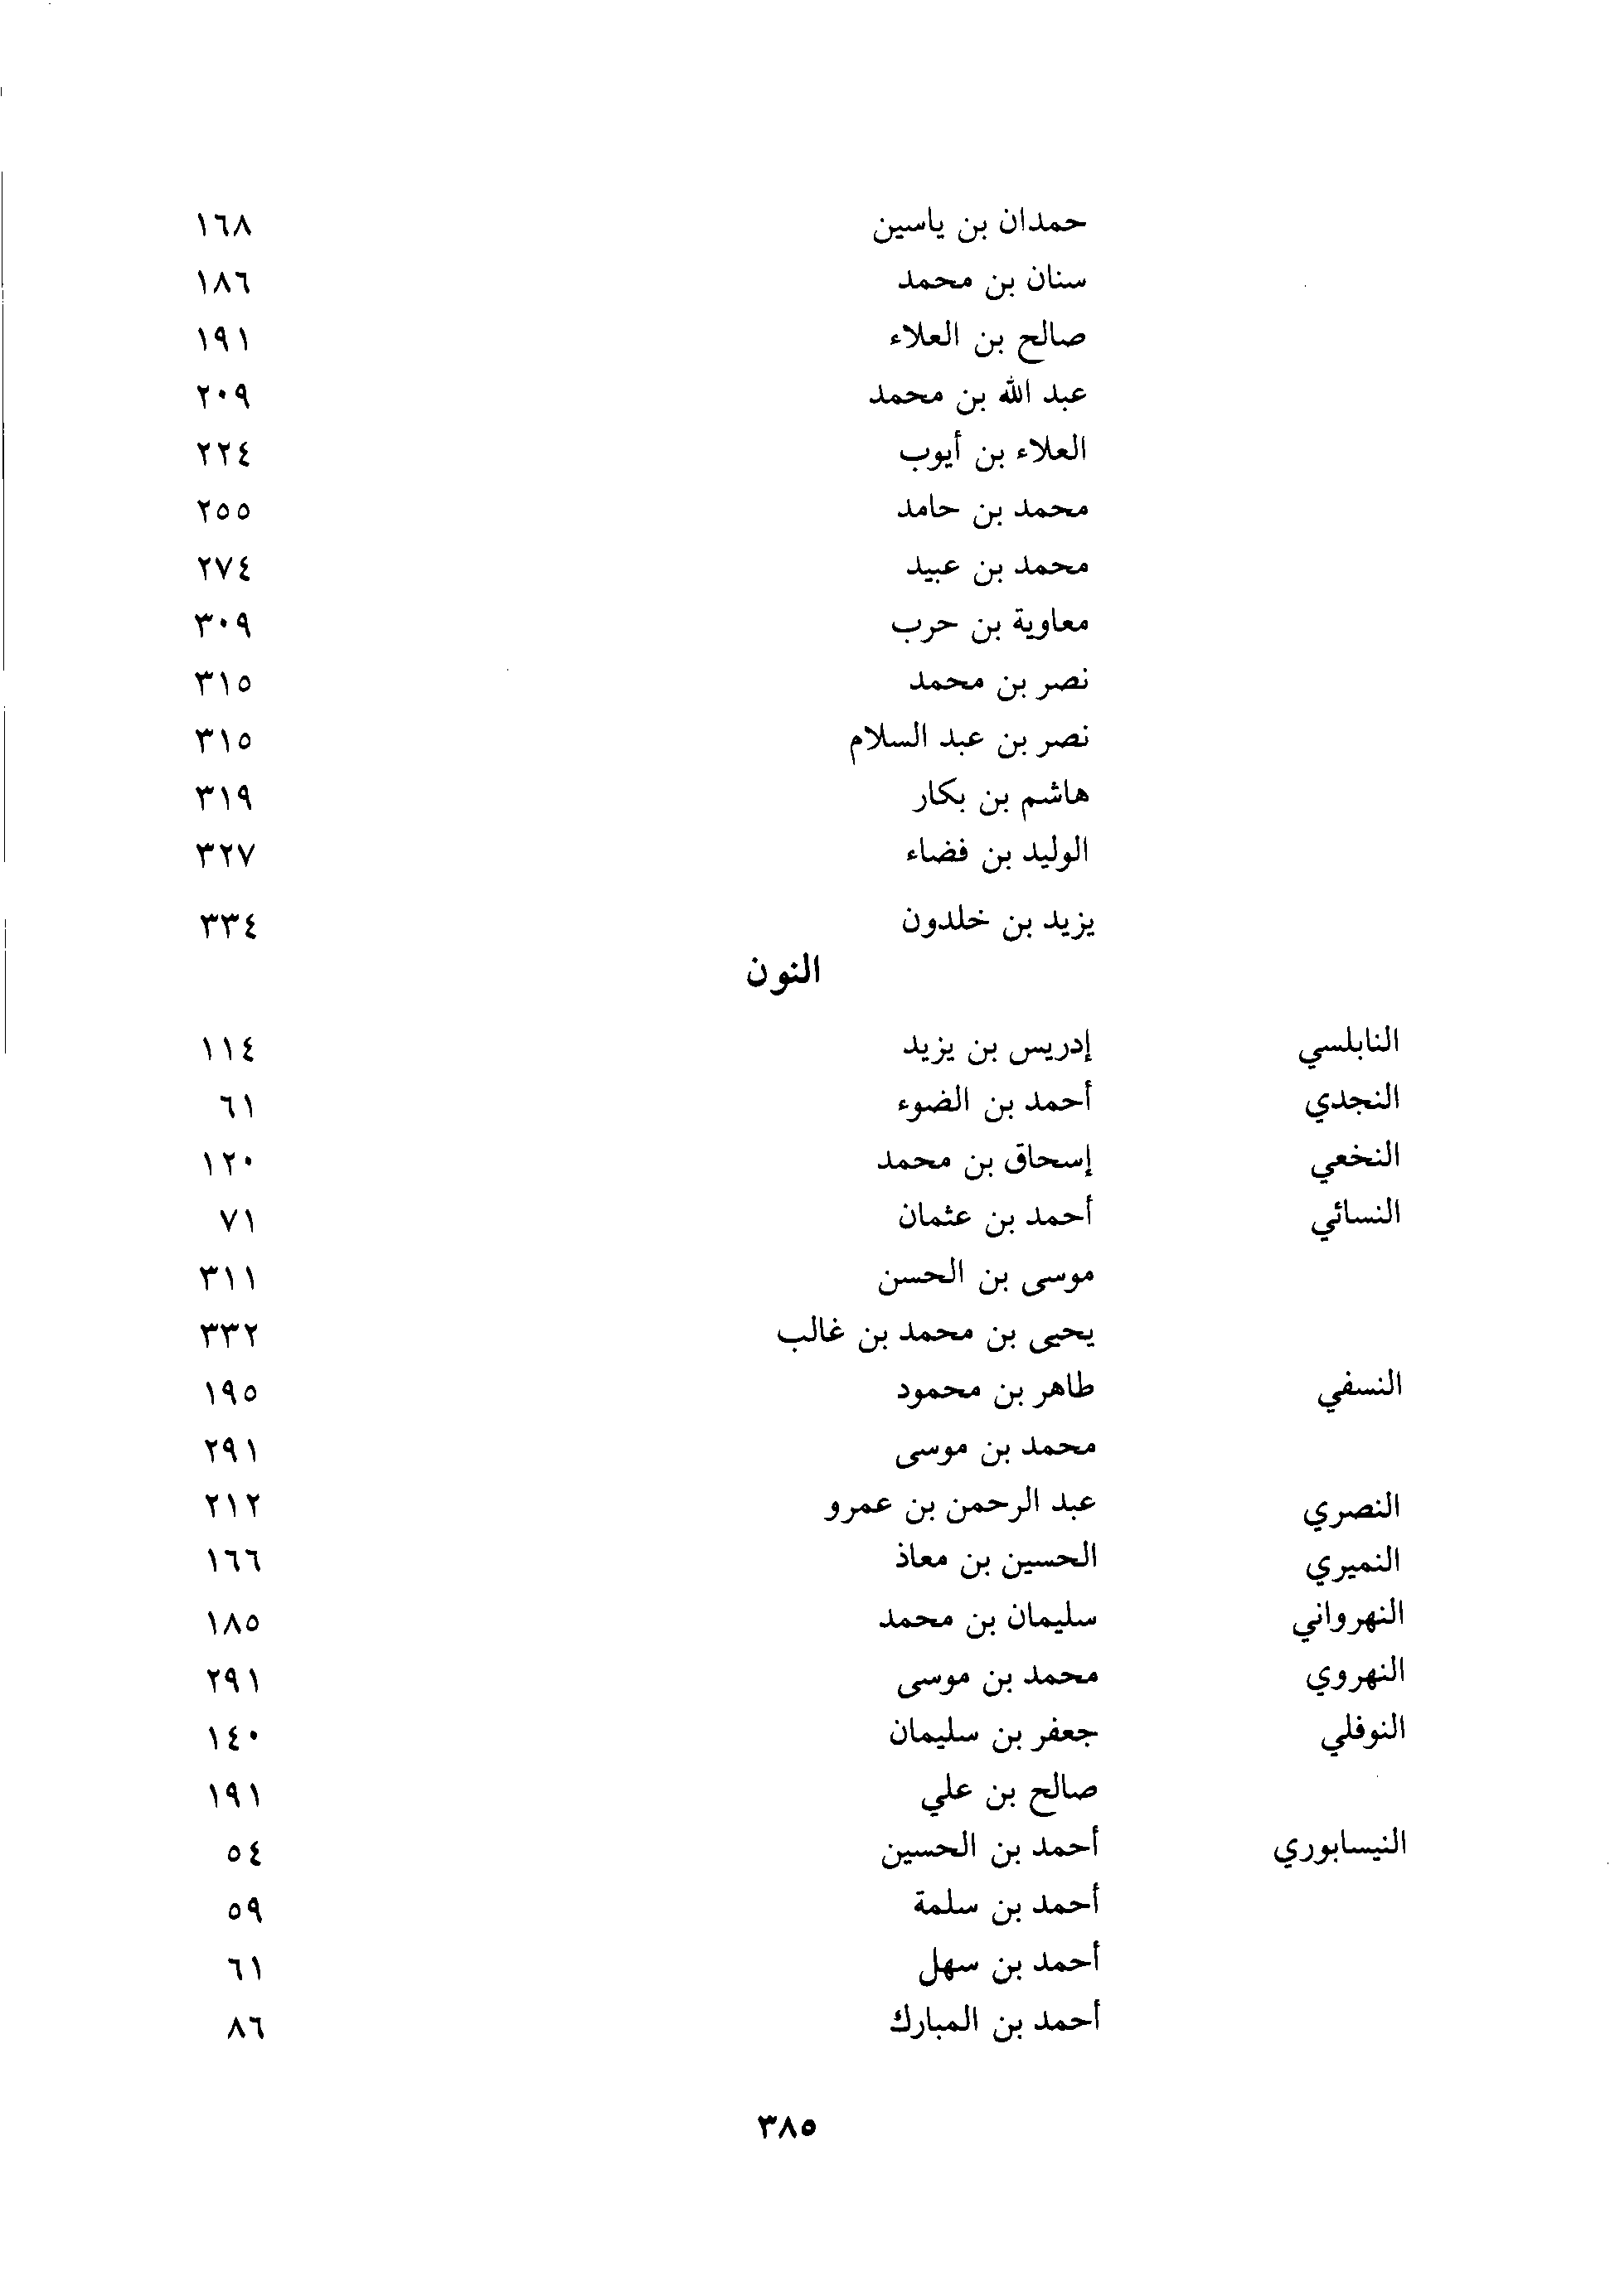 حمدان بن ياسين ١٦٨
سنان بن محمد ١٨٦
صالح بن العلاء ١٩١
عبد الله بن محمد ٢٠٩
العلاء بن أيوب ٢٢٤
محمد بن حامد ٢٥٥
محمد بن عبيد ٢٧٤
معاوية بن حرب ٣٠٩
نصر بن محمد ٣١٥
نصر بن عبد السلام ٣١٥
هاشم بن بكار ٣١٩
الوليد بن فضاء ٣٢٧
يزيد بن خلدون ٣٣٤
النون
النابلسي إدريس بن يزيد ١١٤
النجدي أحمد بن الضوء ٦١
النخعي إسحاق بن محمد ١٢٠
النسائي أحمد بن عثمان ٧١
موسى بن الحسن ٣١١
يحيى بن محمد بن غالب ٣٣٢
النسفي طاهر بن محمود ١٩٥
محمد بن موسى ٢٩١
النصري عبد الرحمن بن عمرو ٢١٢
النميري الحسين بن معاذ ١٦٦
النهرواني سليمان بن محمد ١٨٥
النهروي محمد بن موسى ٢٩١
النوفلي جعفر بن سليمان ١٤٠
صالح بن علي ١٩١
النيسابوري أحمد بن الحسين ٥٤
أحمد بن سلمة ٥٩
أحمد بن سهل ٦١
أحمد بن المبارك ٨٦
٣٨٥